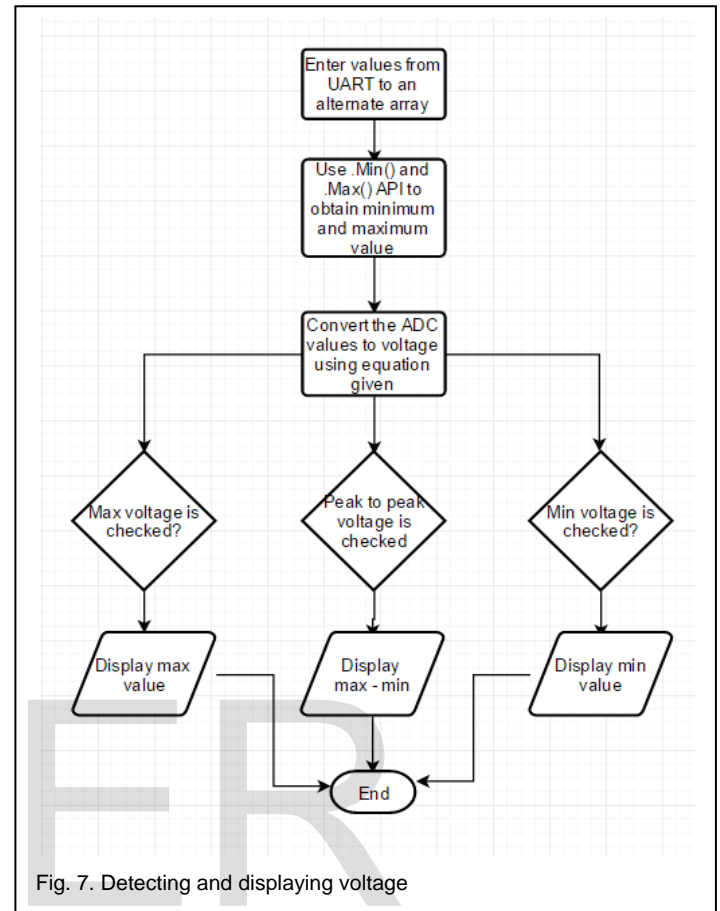 Enter values from
UART to an
alternate array
Use .Min() and
.Max() API to
obtain minimum
and maximum
value
Convert the ADC
values to voltage
using equation
given
Max voltage is
checked?
Peak to peak
voltage is
checked
Min voltage is
checked?
Display max
value
Display
max - min
Display min
value
End
ER
Fig. 7. Detecting and displaying voltage